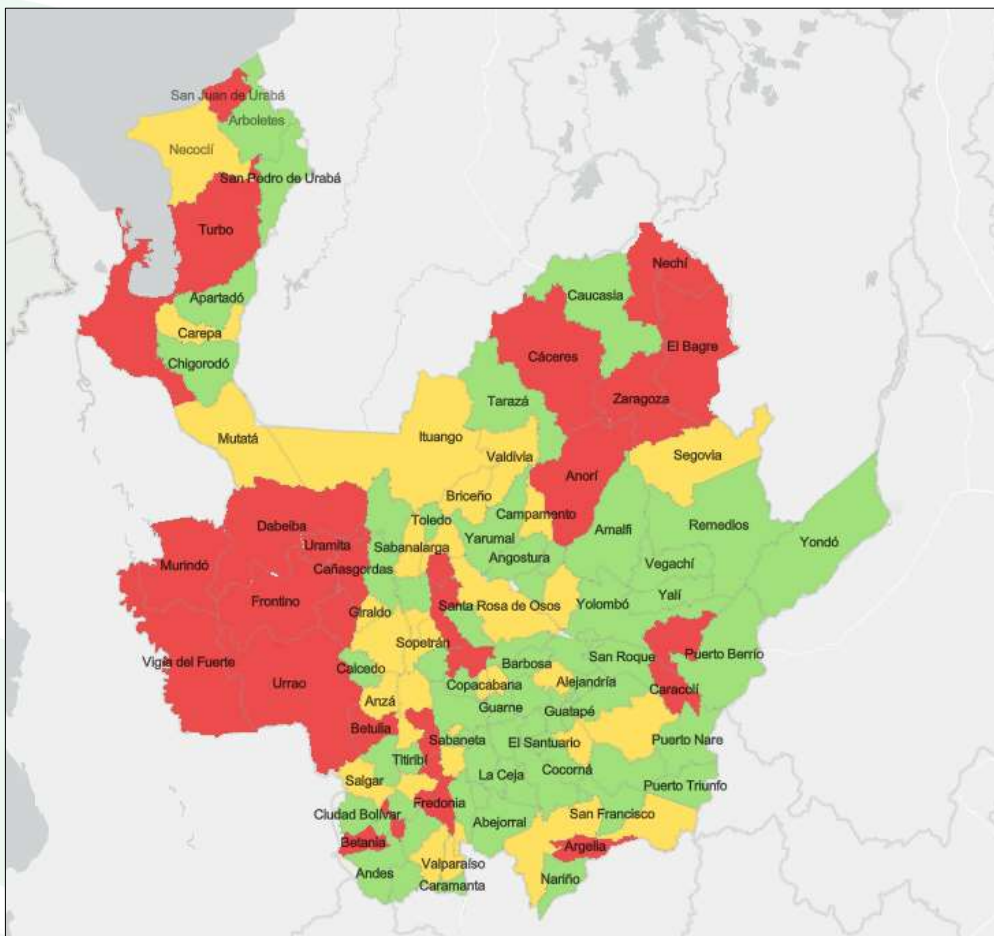 San Juan de Urabá
Arboletes
Necoclí
San Pedro de Urabá
Turbo
Nechí
Caucasia
Apartadó
Carepa
El Bagre
Cáceres
Chigorodó
Zaragoza
Tarazá
Mutatá
Ituango
Valdivia
Segovia
Anorí
Briceño
Dabeiba
Toledo
Campamento
Amalfi
Remedios
Uramita
Sabanalarga
Yarumal
Yondó
Angostura
Murindó
Cañasgordas
Vegachí
Yalí
Frontino
Giraldo
Santa Rosa de Osos
Yolombó
Sopetrán
Vigía del Fuerte
Caicedo
Barbosa
San Roque
Puerto Berrío
Urrao
Copacabana
Alejandría
Caracolí
Anzá
Guarne
Guatapé
Betulia
Sabaneta
El Santuario
Puerto Nare
Titiribí
Salgar
La Ceja
Cocorná
Puerto Triunfo
Fredonia
Ciudad Bolívar
Abejorral
San Francisco
Betania
Argelia
Valparaíso
Andes
Caramanta
Nariño